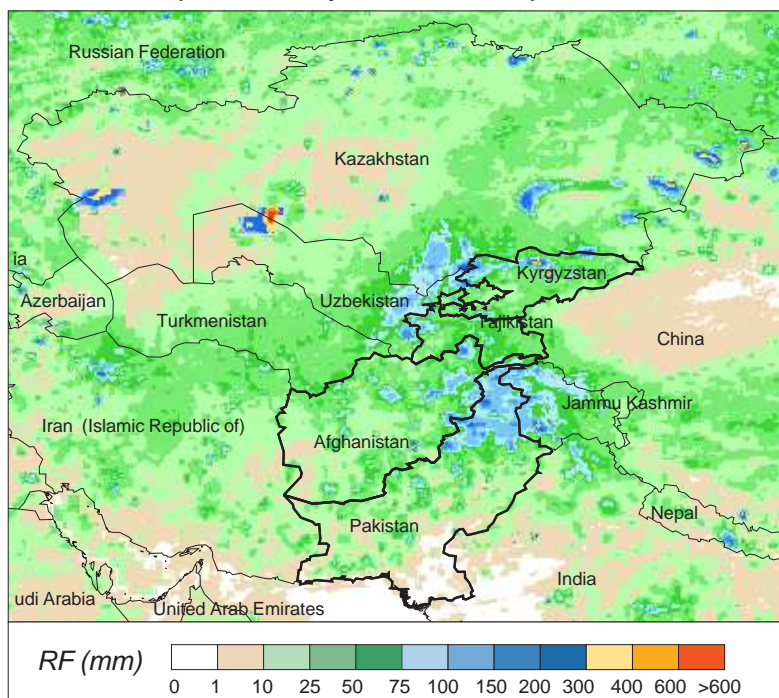 Russian Federation
Kazakhstan
ia
Kyrgyzstan
Azerbaijan
Uzbekistan
Turkmenistan
Tajikistan
China
Jammu Kashmir
Iran (Islamic Republic of)
Afghanistan
Nepal
Pakistan
India
udi Arabia
United Arab Emirates
RF (mm)
0 1 10 25 50 75 100 150 200 300 400 600 >600